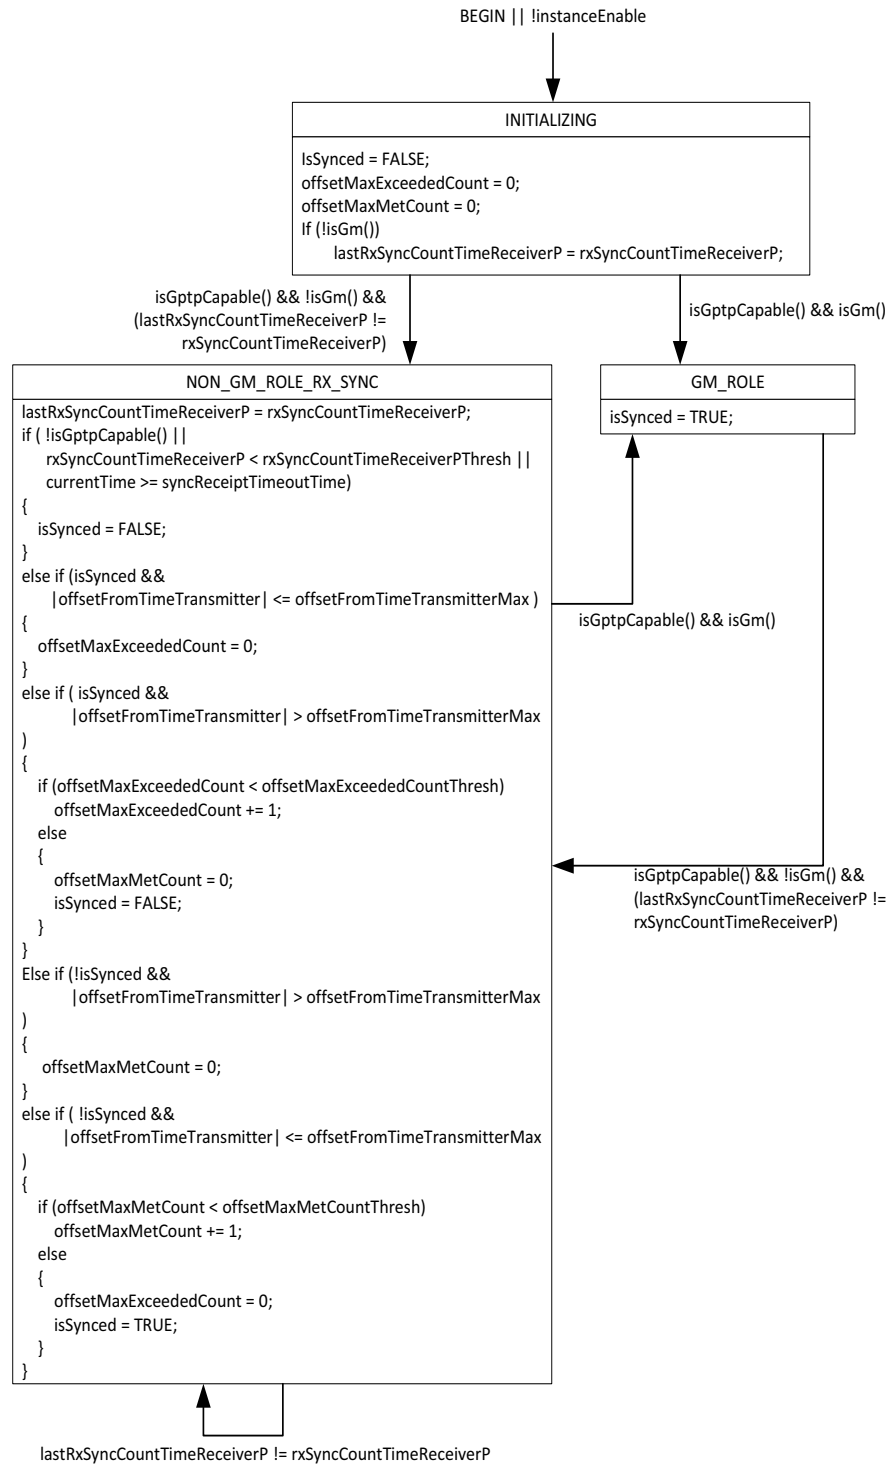 BEGIN || !instanceEnable
INITIALIZING
IsSynced = FALSE;
offsetMaxExceededCount = 0;
offsetMaxMetCount = 0;
If (!isGm())
lastRxSyncCountTimeReceiverP = rxSyncCountTimeReceiverP;
isGptpCapable() && !isGm() &&
(lastRxSyncCountTimeReceiverP !=
rxSyncCountTimeReceiverP)
isGptpCapable() && isGm()
NON_GM_ROLE_RX_SYNC
lastRxSyncCountTimeReceiverP = rxSyncCountTimeReceiverP;
if ( !isGptpCapable() ||
rxSyncCountTimeReceiverP < rxSyncCountTimeReceiverPThresh ||
currentTime >= syncReceiptTimeoutTime)
{
isSynced = FALSE;
}
else if (isSynced &&
|offsetFromTimeTransmitter| <= offsetFromTimeTransmitterMax )
{
offsetMaxExceededCount = 0;
}
else if ( isSynced &&
|offsetFromTimeTransmitter| > offsetFromTimeTransmitterMax
)
{
if (offsetMaxExceededCount < offsetMaxExceededCountThresh)
offsetMaxExceededCount += 1;
else
{
offsetMaxMetCount = 0;
isSynced = FALSE;
}
}
Else if (!isSynced &&
|offsetFromTimeTransmitter| > offsetFromTimeTransmitterMax
)
{
offsetMaxMetCount = 0;
}
else if ( !isSynced &&
|offsetFromTimeTransmitter| <= offsetFromTimeTransmitterMax
)
{
if (offsetMaxMetCount < offsetMaxMetCountThresh)
offsetMaxMetCount += 1;
else
{
offsetMaxExceededCount = 0;
isSynced = TRUE;
}
}
GM_ROLE
isSynced = TRUE;
isGptpCapable() && isGm()
isGptpCapable() && !isGm() &&
(lastRxSyncCountTimeReceiverP !=
rxSyncCountTimeReceiverP)
lastRxSyncCountTimeReceiverP != rxSyncCountTimeReceiverP